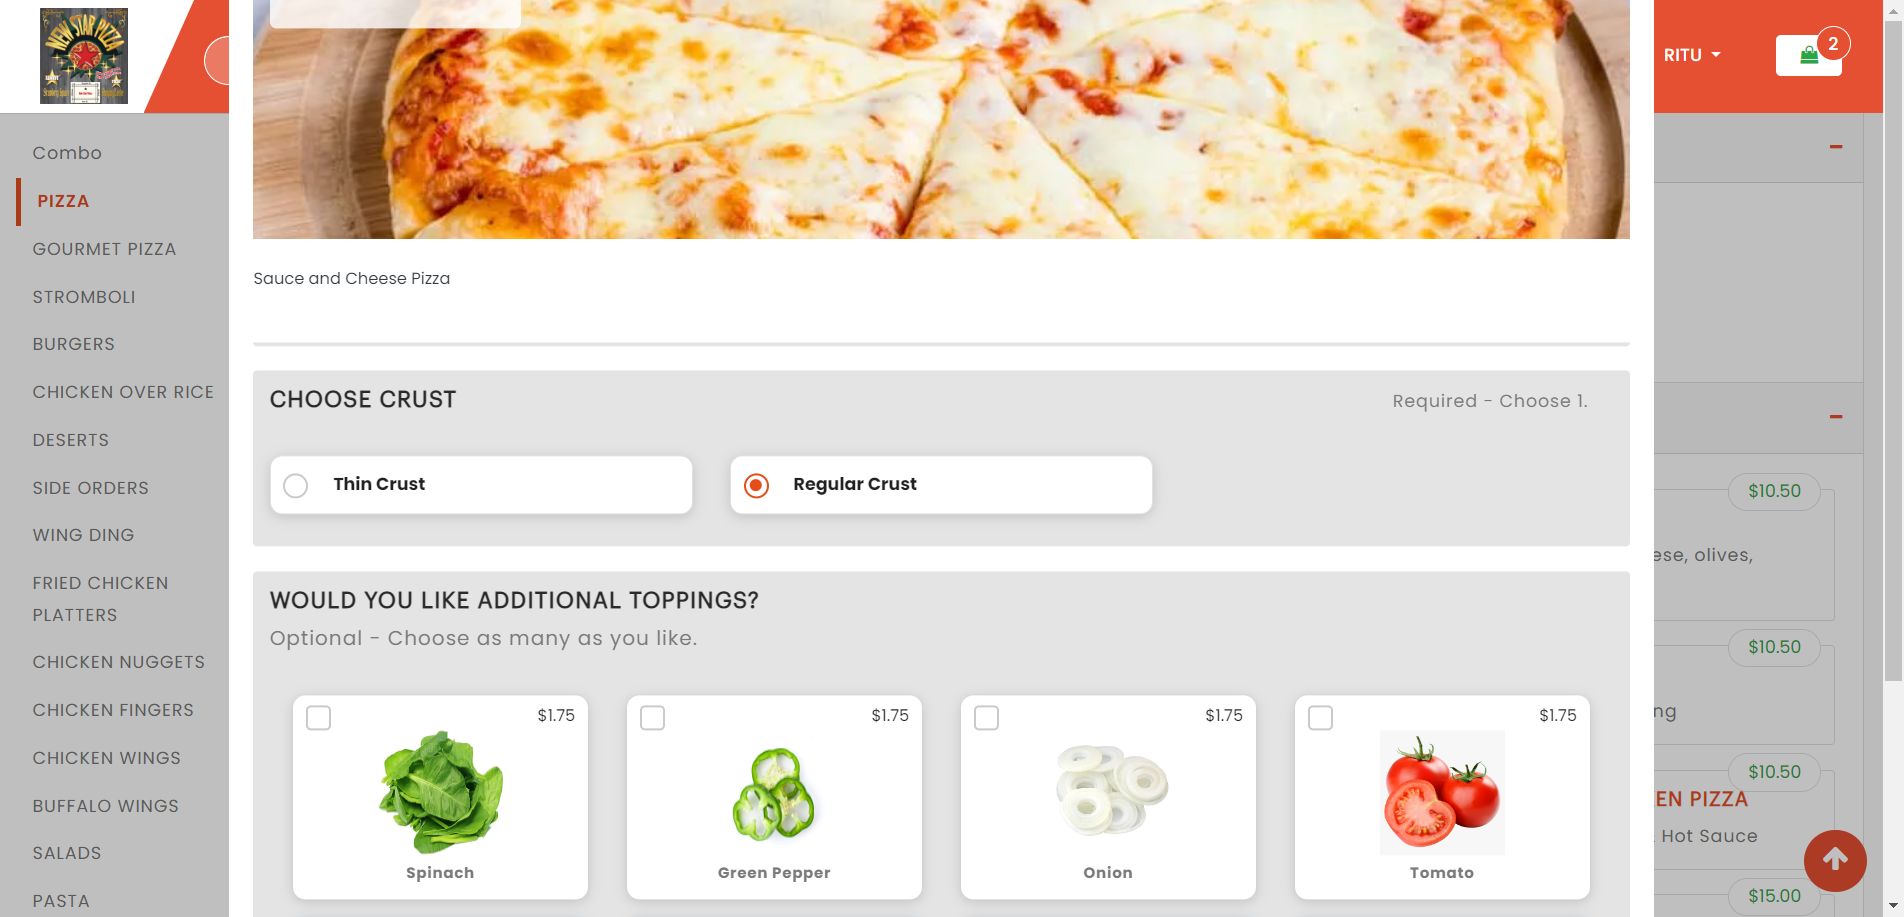 NEW STAR PIZZA
RITU
2
Combo
PIZZA
GOURMET PIZZA
STROMBOLI
BURGERS
CHICKEN OVER RICE
DESERTS
SIDE ORDERS
WING DING
FRIED CHICKEN
PLATTERS
CHICKEN NUGGETS
CHICKEN FINGERS
CHICKEN WINGS
BUFFALO WINGS
SALADS
PASTA
Sauce and Cheese Pizza
CHOOSE CRUST
Required - Choose 1.
Thin Crust
Regular Crust
WOULD YOU LIKE ADDITIONAL TOPPINGS?
Optional - Choose as many as you like.
$1.75
Spinach
$1.75
Green Pepper
$1.75
Onion
$1.75
Tomato
$10.50
ese, olives,
$10.50
ng
$10.50
EN PIZZA
Hot Sauce
$15.00